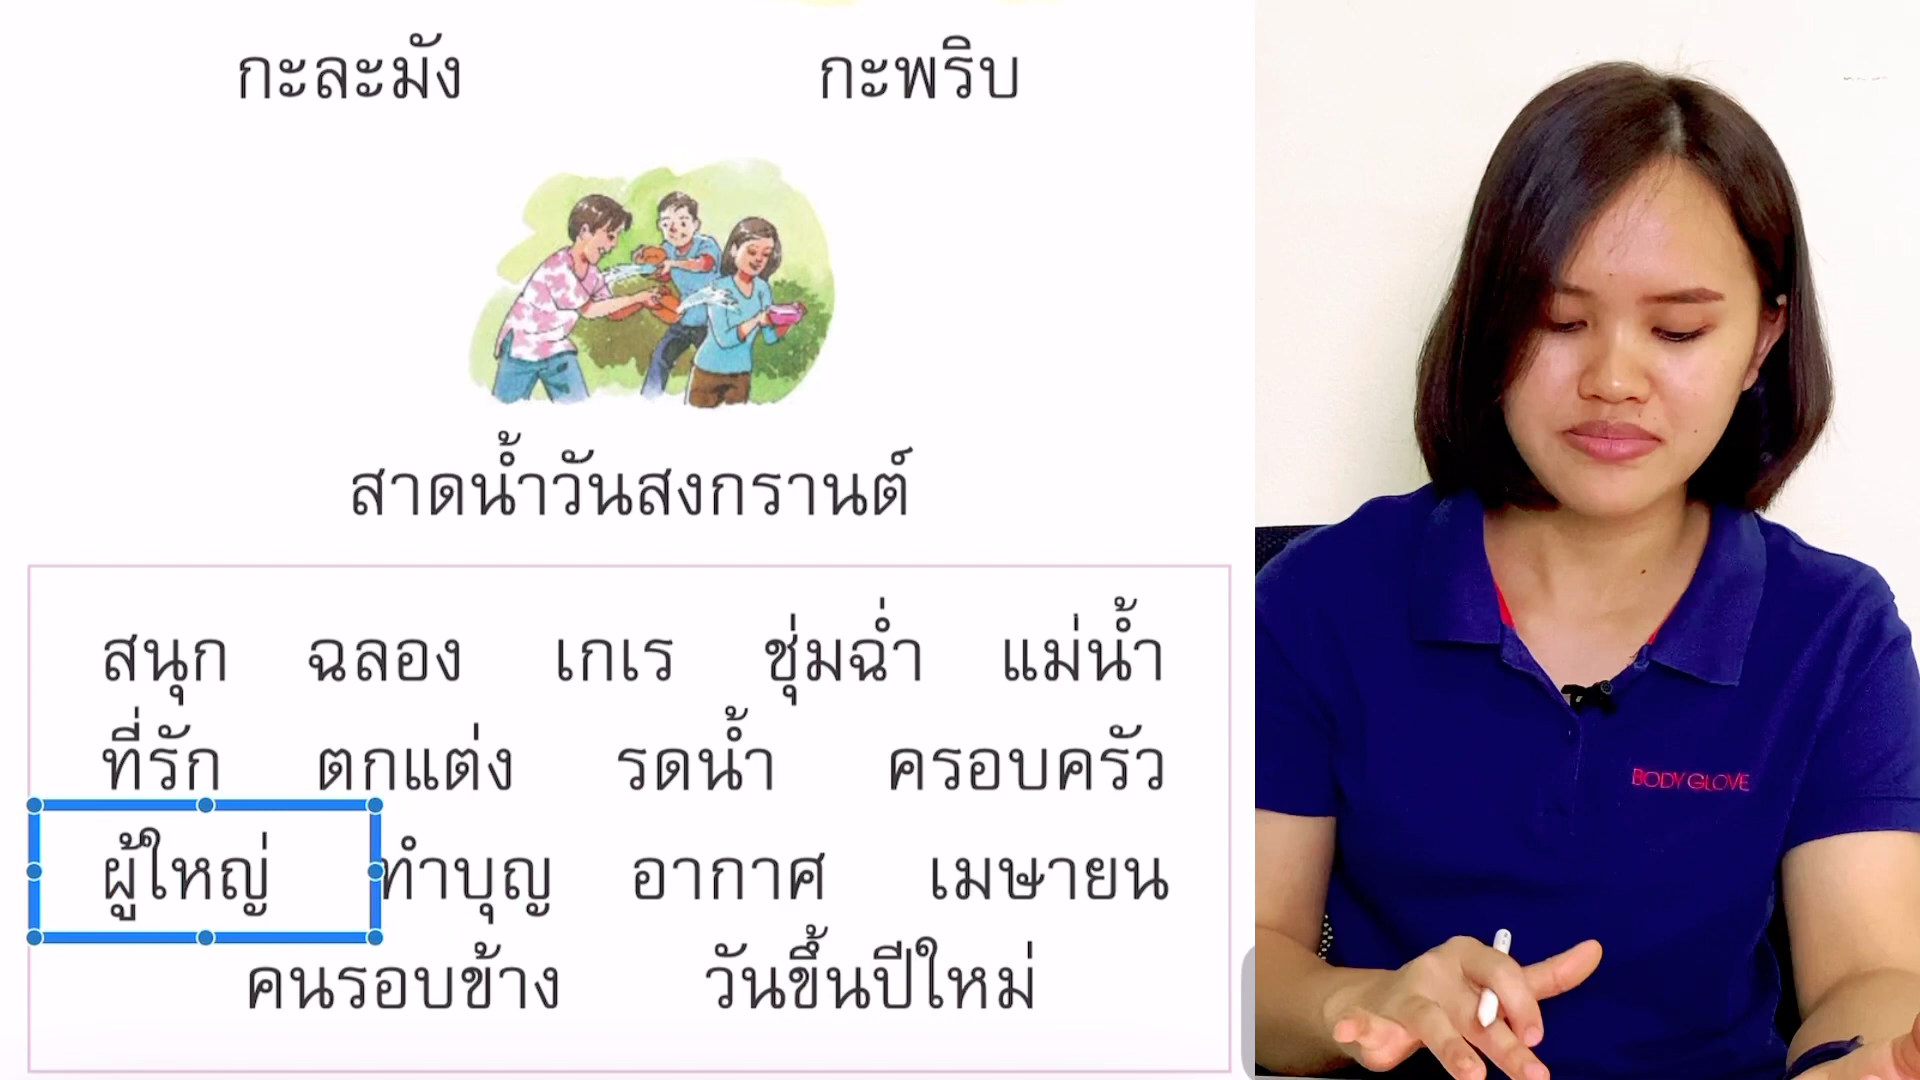 กะละมัง กะพริบ
สาดน้ำวันสงกรานต์
สนุก ฉลอง เกเร ชุ่มฉ่ำ แม่น้ำ
ที่รัก ตกแต่ง รดน้ำ ครอบครัว
ผู้ใหญ่ ทำบุญ อากาศ เมษายน
คนรอบข้าง วันขึ้นปีใหม่
BODY GLOVE